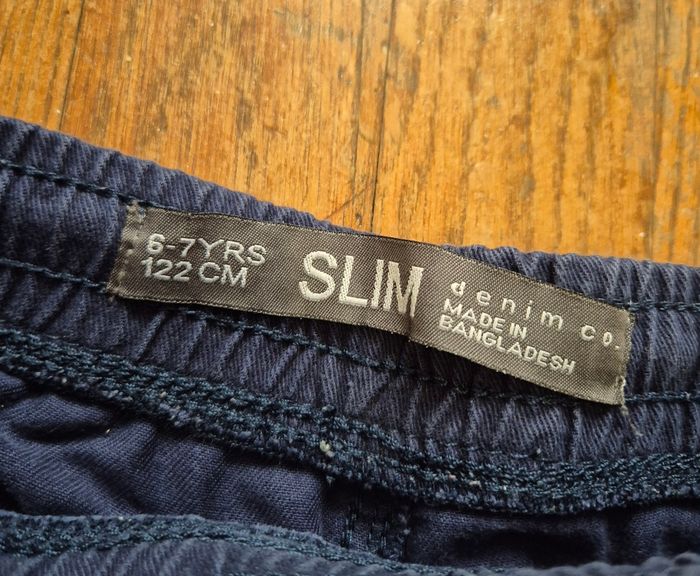 6-7YRS
122 CM
SLIM
denim co.
MADE IN
BANGLADESH